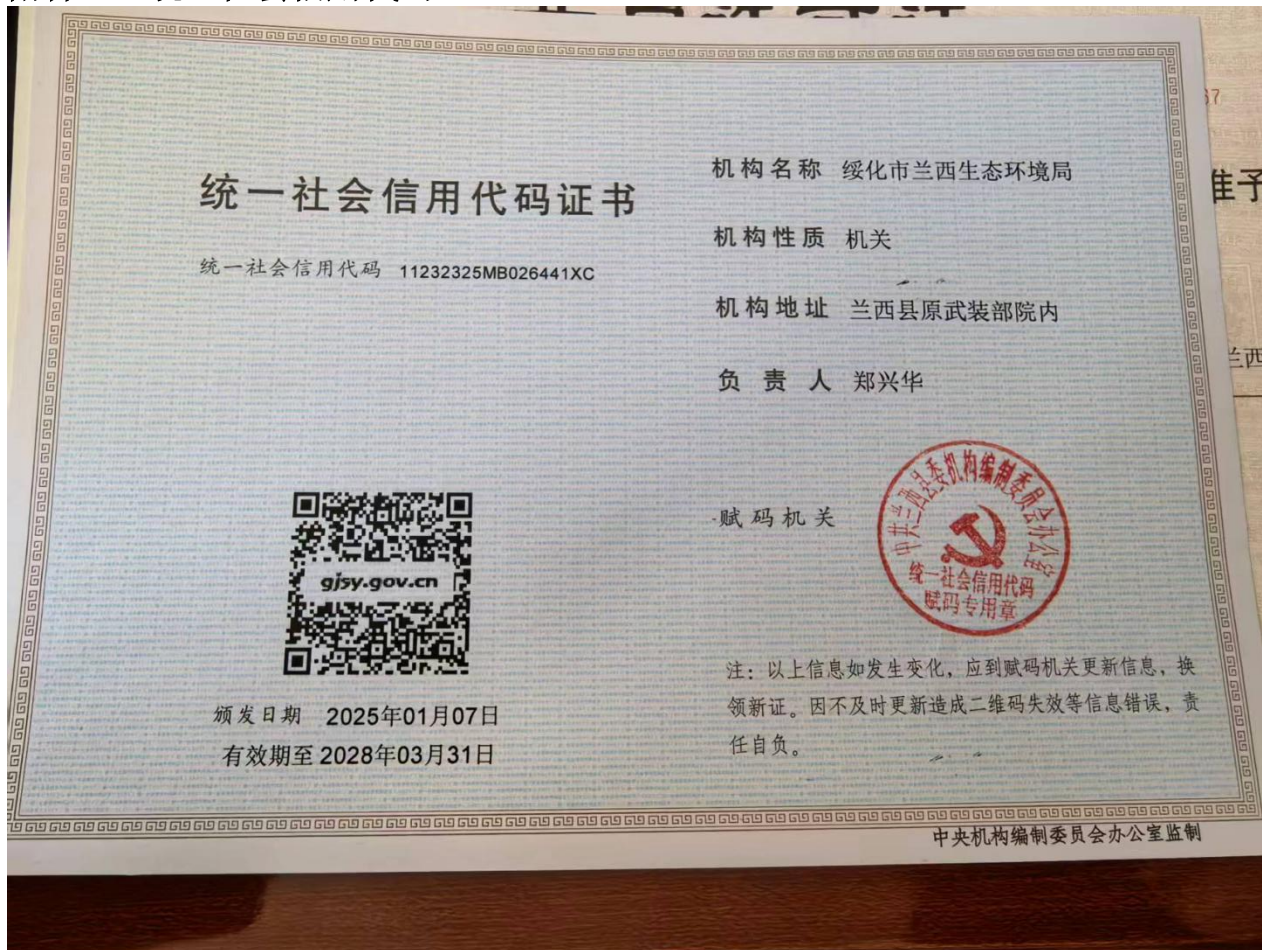 统一社会信用代码证书
统一社会信用代码 11232325MB026441XC
gjsy.gov.cn
颁发日期 2025年01月07日
有效期至 2028年03月31日
机构名称 绥化市兰西生态环境局
机构性质 机关
机构地址 兰西县原武装部院内
负责人 郑兴华
赋码机关
中共兰西县委机构编制委员会办公室
统一社会信用代码
赋码专用章
注：以上信息如发生变化，应到赋码机关更新信息，换
领新证。因不及时更新造成二维码失效等信息错误，责
任自负。
中央机构编制委员会办公室监制
准予
兰西